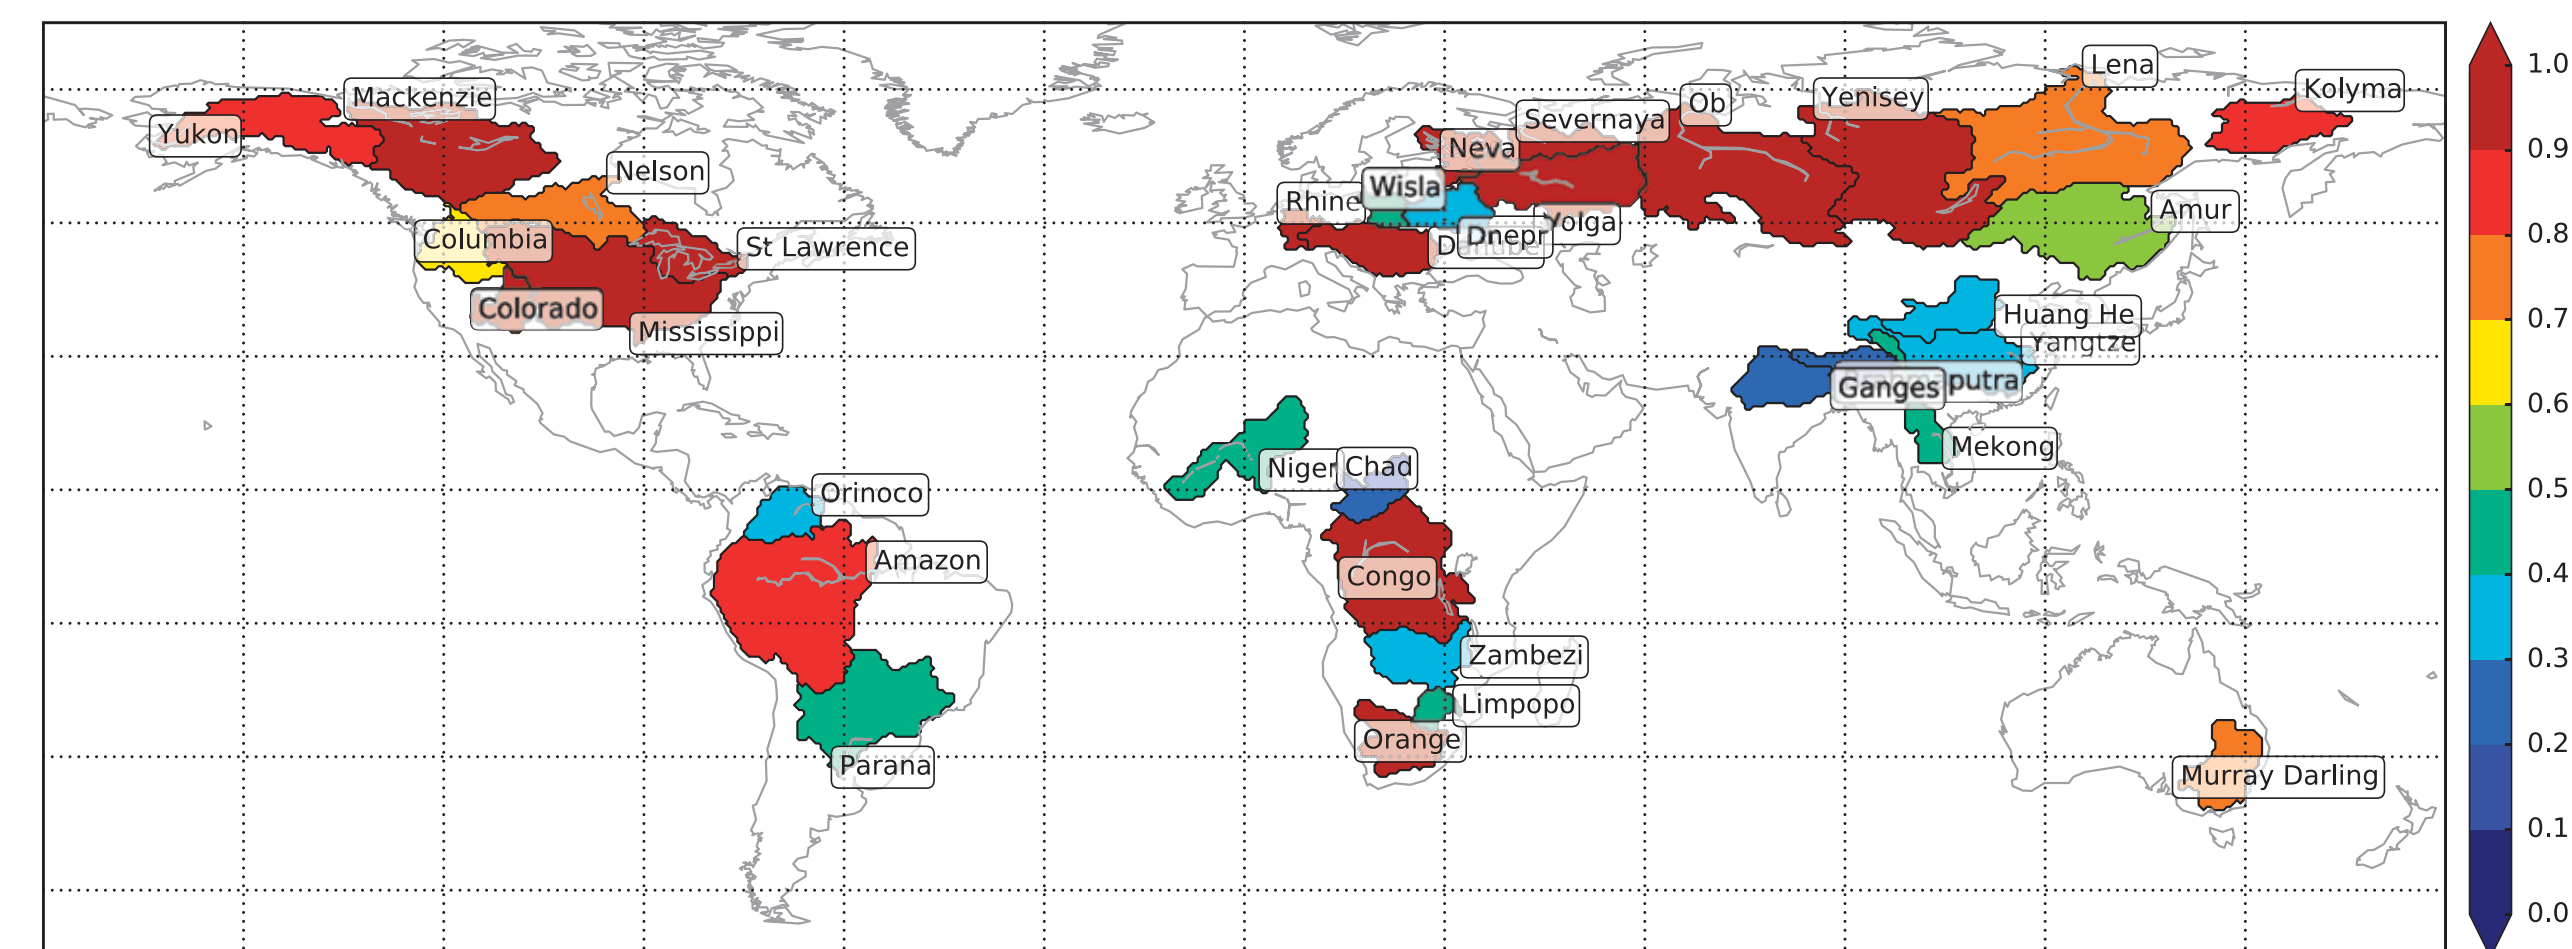 Lena
1.0
Mackenzie
Ob
Yenisey
Kolyma
Yukon
Severnaya
Neva
0.9
Nelson
Wisla
Rhine
Amur
Columbia
St Lawrence
Dnepr
Volga
0.8
Colorado
Mississippi
Huang He
Yangtze
0.7
Ganges
putra
0.6
Mekong
Niger
Chad
Orinoco
0.5
Amazon
Congo
0.4
Zambezi
0.3
Limpopo
Orange
Parana
Murray Darling
0.2
0.1
0.0